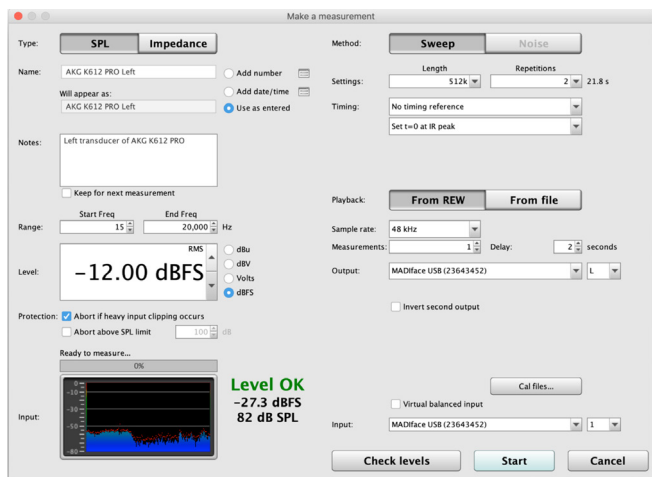 Make a measurement
Type: SPL Impedance
Name: AKG K612 PRO Left
Add number
Will appear as:
Add date/time
AKG K612 PRO Left
Use as entered
Notes: Left transducer of AKG K612 PRO
Keep for next measurement
Start Freq End Freq
Range: 15 20,000 Hz
Level: -12.00 dBFS RMS
dBu
dBV
Volts
dBFS
Protection: Abort if heavy input clipping occurs
Abort above SPL limit 100 dB
Ready to measure...
0%
Input:
0
-10
-30
-50
-80
Level OK
-27.3 dBFS
82 dB SPL
Method: Sweep Noise
Length Repetitions
Settings: 512k 2 21.8 s
Timing: No timing reference
Set t=0 at IR peak
Playback: From REW From file
Sample rate: 48 kHz
Measurements: 1 Delay: 2 seconds
Output: MADIface USB (23643452) L
Invert second output
Cal files...
Virtual balanced input
Input: MADIface USB (23643452) 1
Check levels Start Cancel